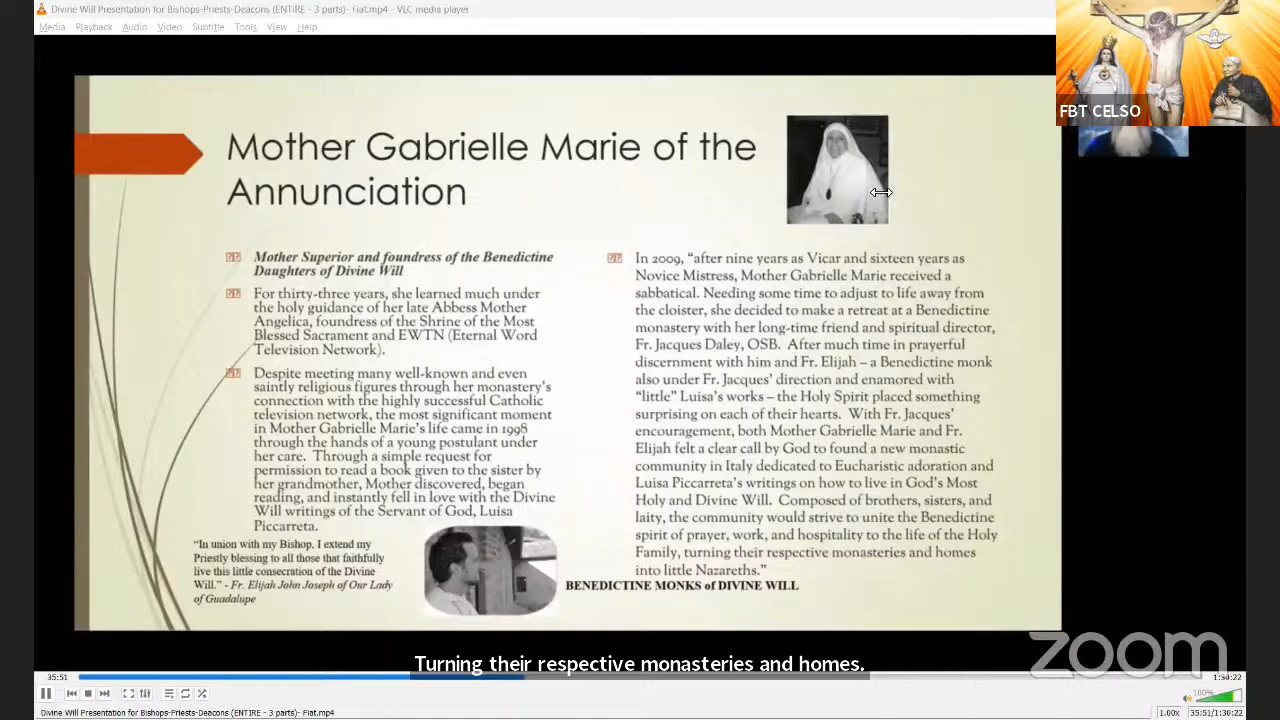 Divine Will Presentation for Bishops-Priests-Deacons (ENTIRE - 3 parts)- Fiat.mp4 - VLC media player
Media Playback Audio Video Subtitle Tools View Help
FBT CELSO
Mother Gabrielle Marie of the
Annunciation
Mother Superior and foundress of the Benedictine
Daughters of Divine Will
For thirty-three years, she learned much under
the holy guidance of her late Abbess Mother
Angelica, foundress of the Shrine of the Most
Blessed Sacrament and EWTN (Eternal Word
Television Network).
Despite meeting many well-known and even
saintly religious figures through her monastery's
connection with the highly successful Catholic
television network, the most significant moment
in Mother Gabrielle Marie's life came in 1998
through the hands of a young postulant under
her care. Through a simple request for
permission to read a book given to the sister by
her grandmother, Mother discovered, began
reading, and instantly fell in love with the Divine
Will writings of the Servant of God, Luisa
Piccarreta.
"In union with my Bishop, I extend my
Priestly blessing to all those that faithfully
live this little consecration of the Divine
Will." - Fr. Elijah John Joseph of Our Lady
of Guadalupe
In 2009, "after nine years as Vicar and sixteen years as
Novice Mistress, Mother Gabrielle Marie received a
sabbatical. Needing some time to adjust to life away from
the cloister, she decided to make a retreat at a Benedictine
monastery with her long-time friend and spiritual director,
Fr. Jacques Daley, OSB. After much time in prayerful
discernment with him and Fr. Elijah – a Benedictine monk
also under Fr. Jacques' direction and enamored with
"little" Luisa's works – the Holy Spirit placed something
surprising on each of their hearts. With Fr. Jacques'
encouragement, both Mother Gabrielle Marie and Fr.
Elijah felt a clear call by God to found a new monastic
community in Italy dedicated to Eucharistic adoration and
Luisa Piccarreta's writings on how to live in God's Most
Holy and Divine Will. Composed of brothers, sisters, and
laity, the community would strive to unite the Benedictine
spirit of prayer, work, and hospitality to the life of the Holy
Family, turning their respective monasteries and homes
into little Nazareths."
BENEDICTINE MONKS of DIVINE WILL
zoom
Turning their respective monasteries and homes.
35:51
1:30:22
100%
Divine Will Presentation for Bishops-Priests-Deacons (ENTIRE - 3 parts)- Fiat.mp4
1.00x
35:51/1:30:22